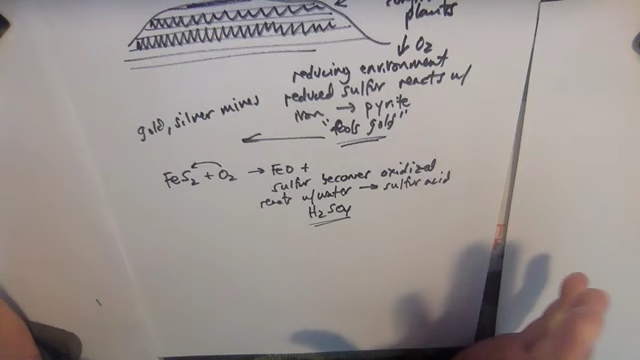 plants
↓ O2
reducing environment
reduced sulfur reacts w/
iron → pyrite
"fools gold"
gold, silver mines
FeS2 + O2 → FeO +
sulfur becomes oxidized
reacts w/water → sulfur acid
H2SO4